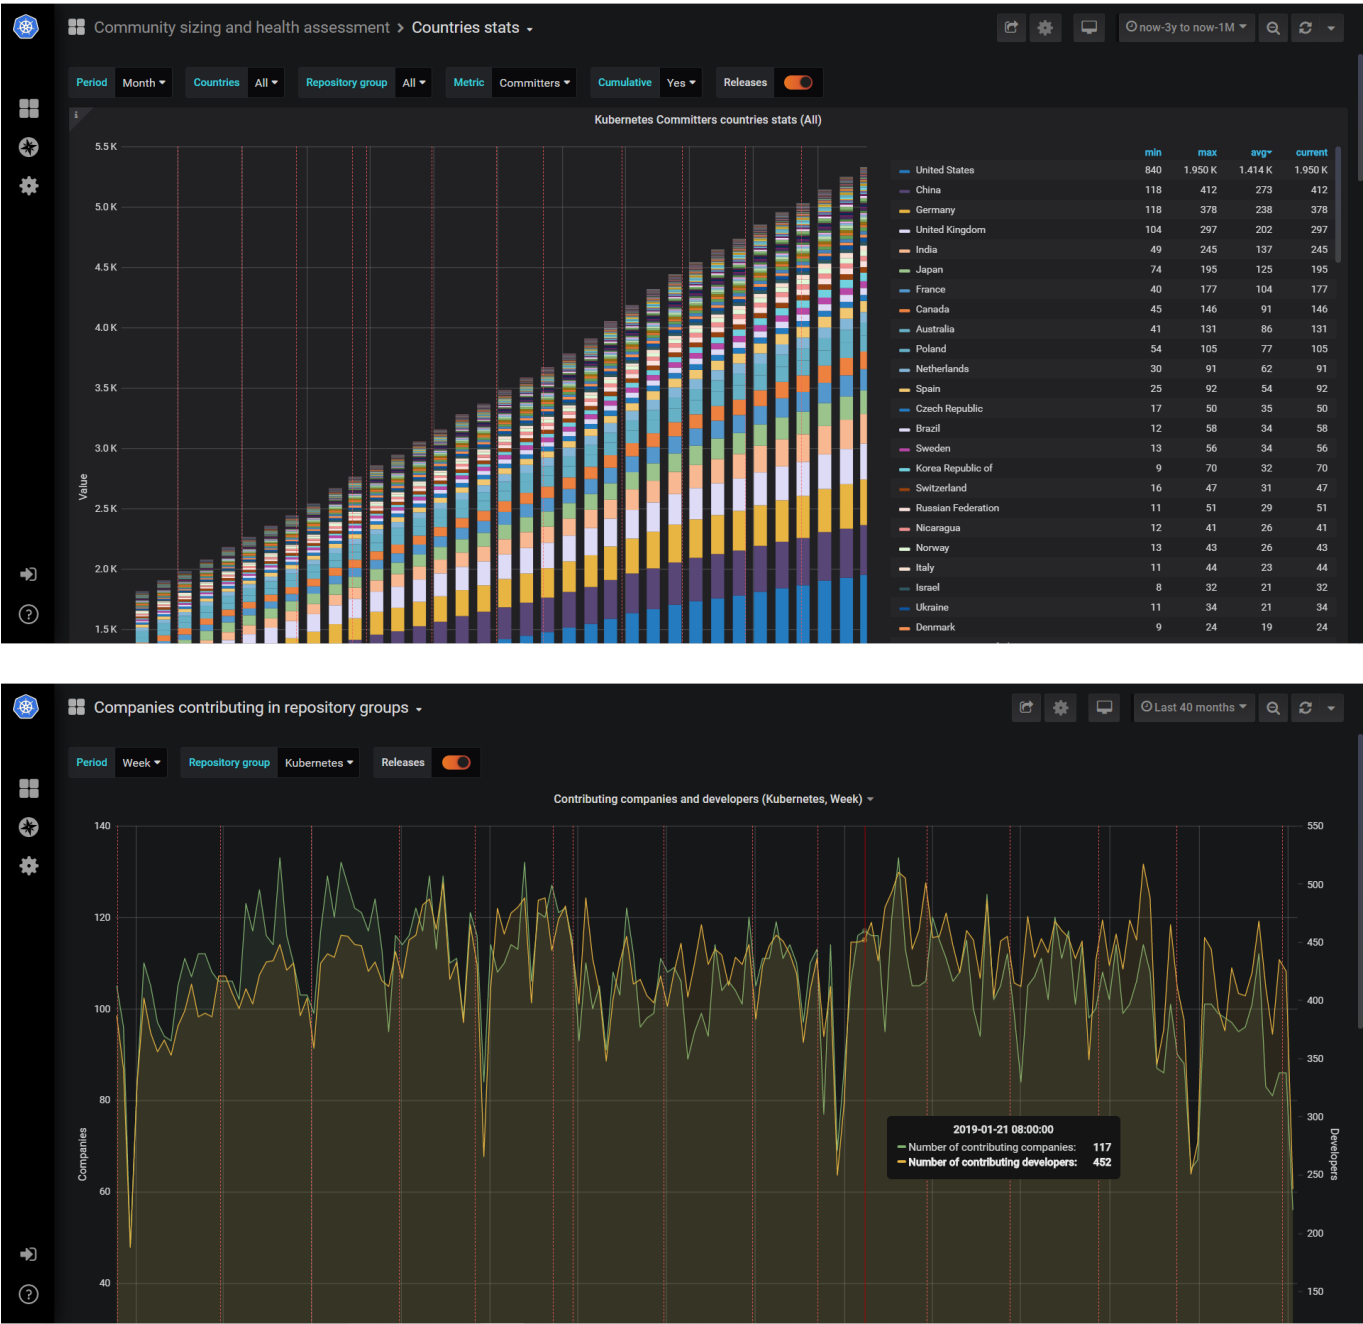 Community sizing and health assessment > Countries stats
now-3y to now-1M
Period Month Countries All Repository group All Metric Committers Cumulative Yes Releases
i
Kubernetes Committers countries stats (All)
5.5 K
5.0 K
4.5 K
4.0 K
3.5 K
3.0 K
2.5 K
2.0 K
1.5 K
Value
min max avg current
United States 840 1.950 K 1.414 K 1.950 K
China 118 412 273 412
Germany 118 378 238 378
United Kingdom 104 297 202 297
India 49 245 137 245
Japan 74 195 125 195
France 40 177 104 177
Canada 45 146 91 146
Australia 41 131 86 131
Poland 54 105 77 105
Netherlands 30 91 62 91
Spain 25 92 54 92
Czech Republic 17 50 35 50
Brazil 12 58 34 58
Sweden 13 56 34 56
Korea Republic of 9 70 32 70
Switzerland 16 47 31 47
Russian Federation 11 51 29 51
Nicaragua 12 41 26 41
Norway 13 43 26 43
Italy 11 44 23 44
Israel 8 32 21 32
Ukraine 11 34 21 34
Denmark 9 24 19 24
?
Companies contributing in repository groups
Last 40 months
Period Week Repository group Kubernetes Releases
Contributing companies and developers (Kubernetes, Week)
140
120
100
80
60
40
Companies
550
500
450
400
350
300
250
200
150
Developers
2019-01-21 08:00:00
Number of contributing companies: 117
Number of contributing developers: 452
?